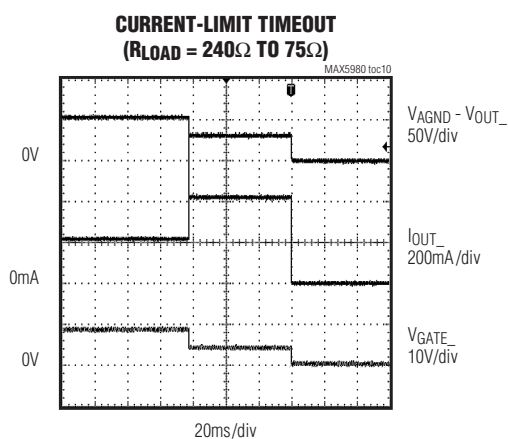 CURRENT-LIMIT TIMEOUT
(RLOAD = 240Ω TO 75Ω)
MAX5980 toc10
T
0V
VAGND - VOUT_
50V/div
0mA
IOUT_
200mA/div
0V
VGATE_
10V/div
20ms/div